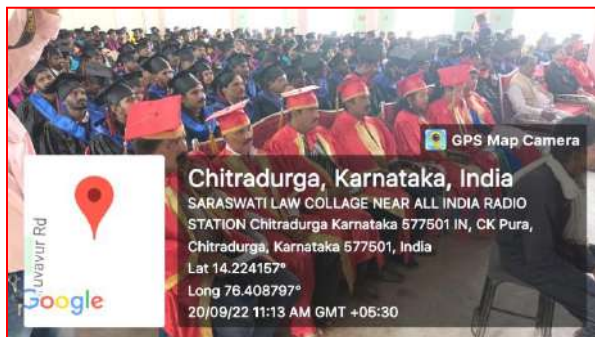 GPS Map Camera
Chitradurga, Karnataka, India
SARASWATI LAW COLLAGE NEAR ALL INDIA RADIO
STATION Chitradurga Karnataka 577501 IN, CK Pura,
Chitradurga, Karnataka 577501, India
Lat 14.224157°
Long 76.408797°
20/09/22 11:13 AM GMT +05:30
uvavur Rd
Google